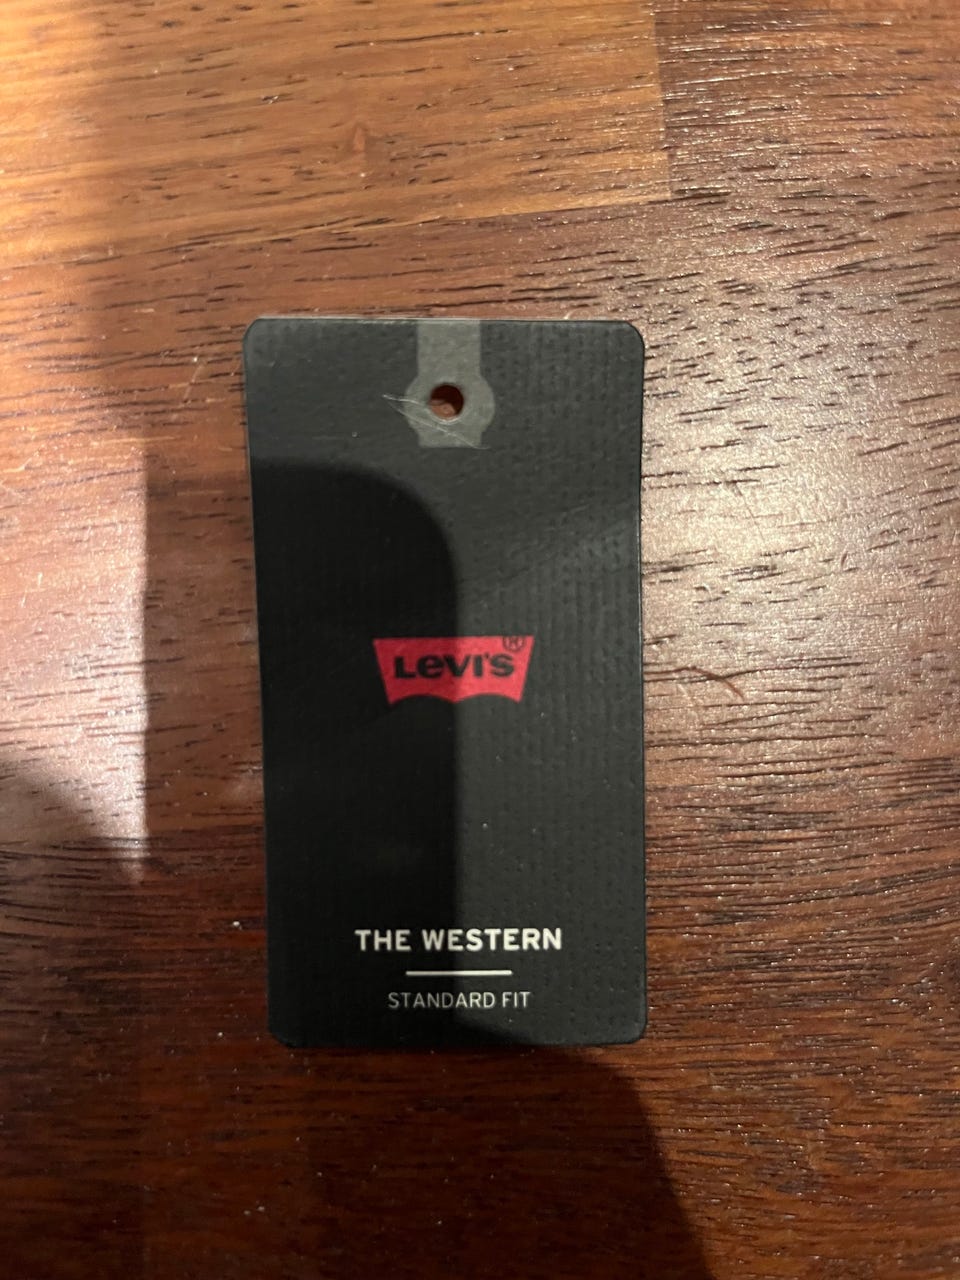 Levi's®
THE WESTERN
STANDARD FIT